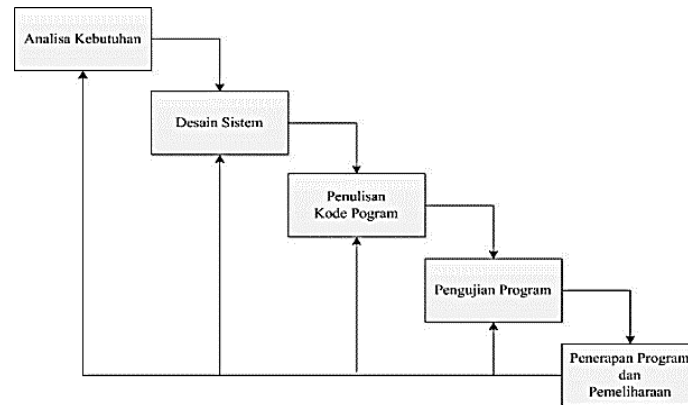 Analisa Kebutuhan
Desain Sistem
Penulisan
Kode Pogram
Pengujian Program
Penerapan Program
dan
Pemeliharaan